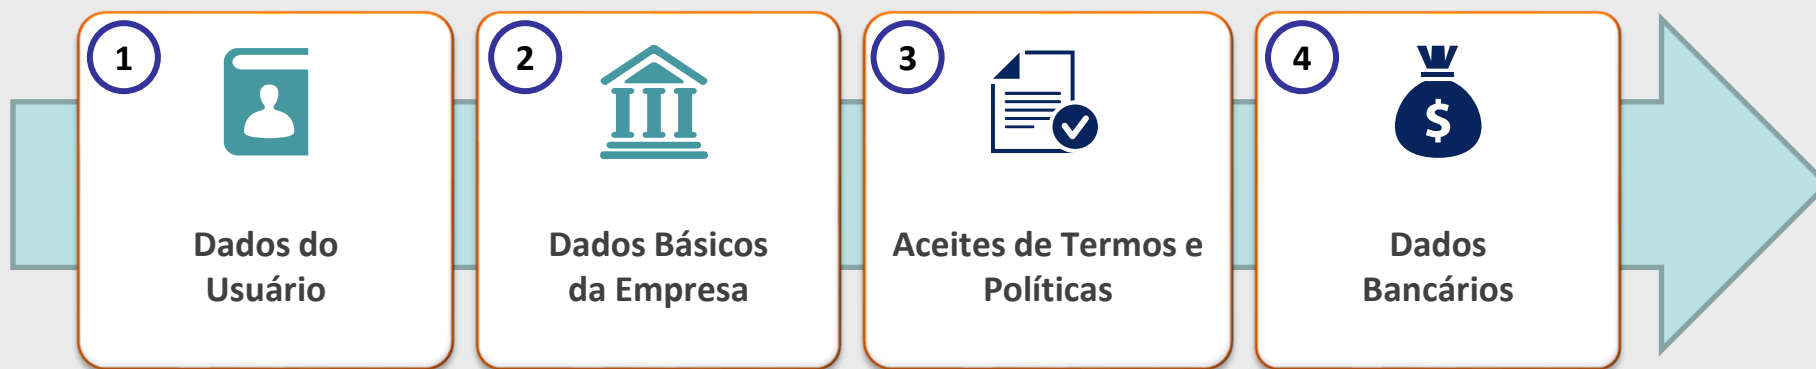 1
Dados do
Usuário
2
Dados Básicos
da Empresa
3
Aceites de Termos e
Políticas
4
$
Dados
Bancários